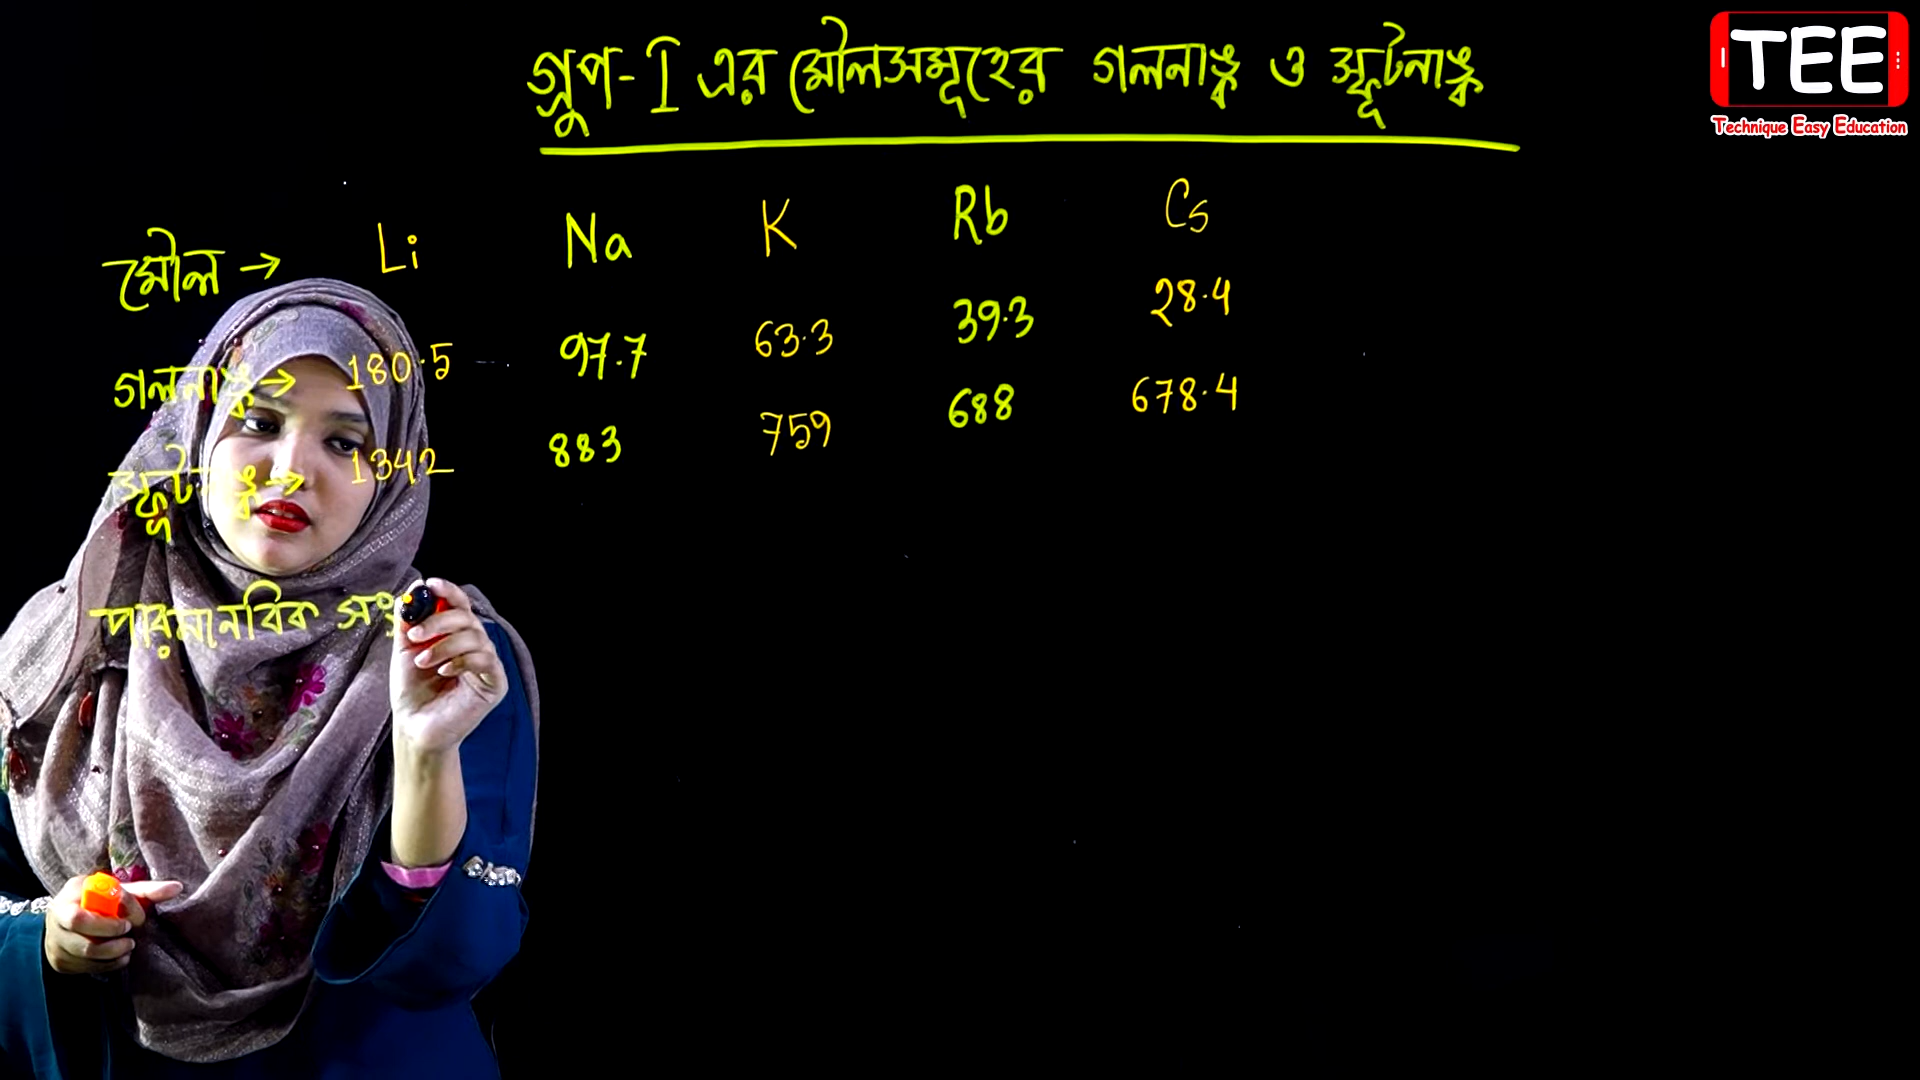 গ্রুপ-I এর মৌলসমূহের গলনাঙ্ক ও স্ফূটনাঙ্ক
TEE
Technique Easy Education
মৌল → Li Na K Rb Cs
গলনাঙ্ক → 180.5 97.7 63.3 39.3 28.4
স্ফূটনাঙ্ক → 1342 883 759 688 678.4
পারমানবিক